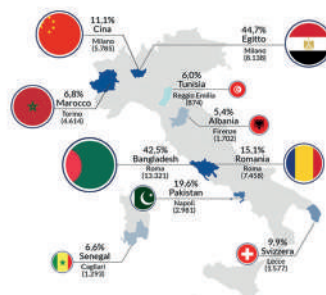 11,1%
Cina
Milano
(5.785)
44,7%
Egitto
Milano
(8.138)
6,8%
Marocco
Torino
(4.614)
6,0%
Tunisia
Reggio Emilia
(874)
5,4%
Albania
Firenze
(1.702)
42,5%
Bangladesh
Roma
(13.321)
15,1%
Romania
Roma
(7.458)
19,6%
Pakistan
Napoli
(2.981)
6,6%
Senegal
Cagliari
(1.293)
9,9%
Svizzera
Lecce
(1.577)